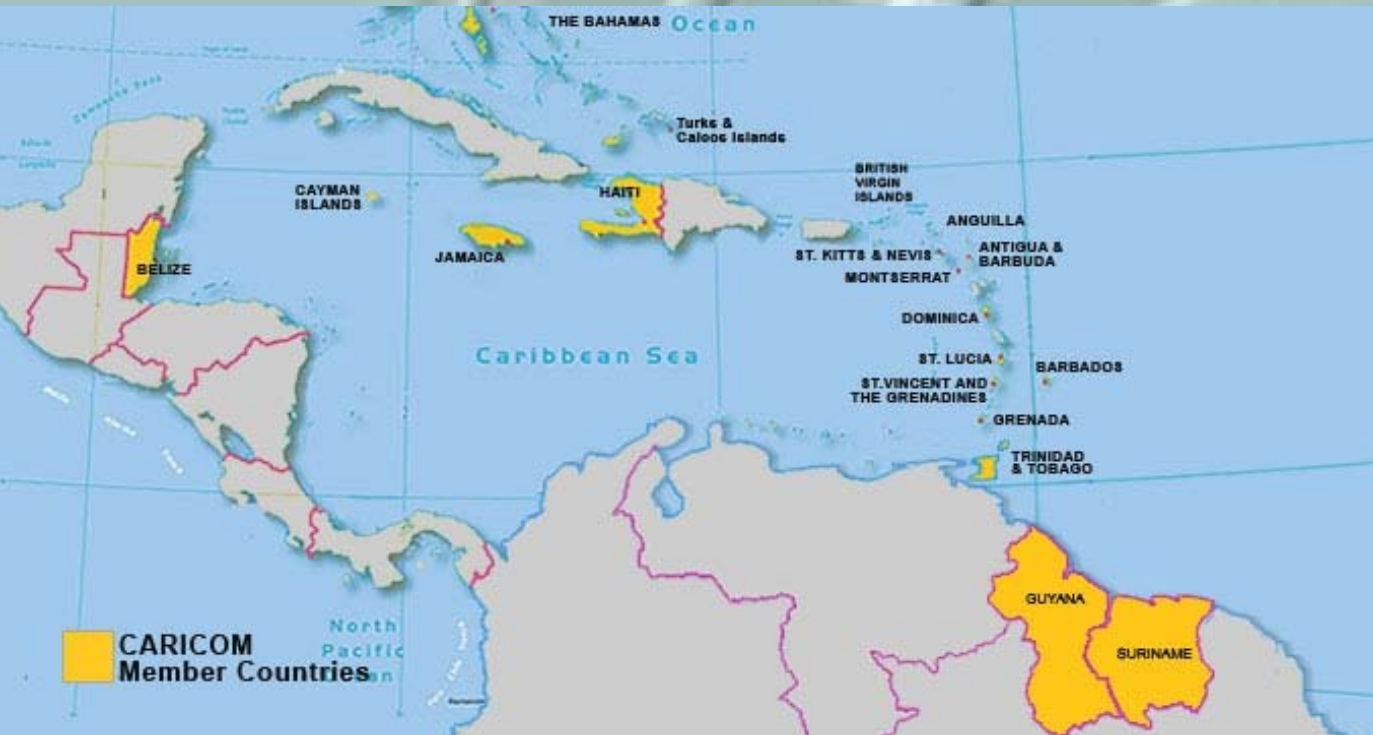 THE BAHAMAS
Ocean
Turks &
Caicos Islands
CAYMAN
ISLANDS
HAITI
BRITISH
VIRGIN
ISLANDS
ANGUILLA
JAMAICA
ST. KITTS & NEVIS
ANTIGUA &
BARBUDA
BELIZE
MONTSERRAT
DOMINICA
Caribbean Sea
ST. LUCIA
BARBADOS
ST.VINCENT AND
THE GRENADINES
GRENADA
TRINIDAD
& TOBAGO
GUYANA
SURINAME
North
Pacific
CARICOM
Member Countries